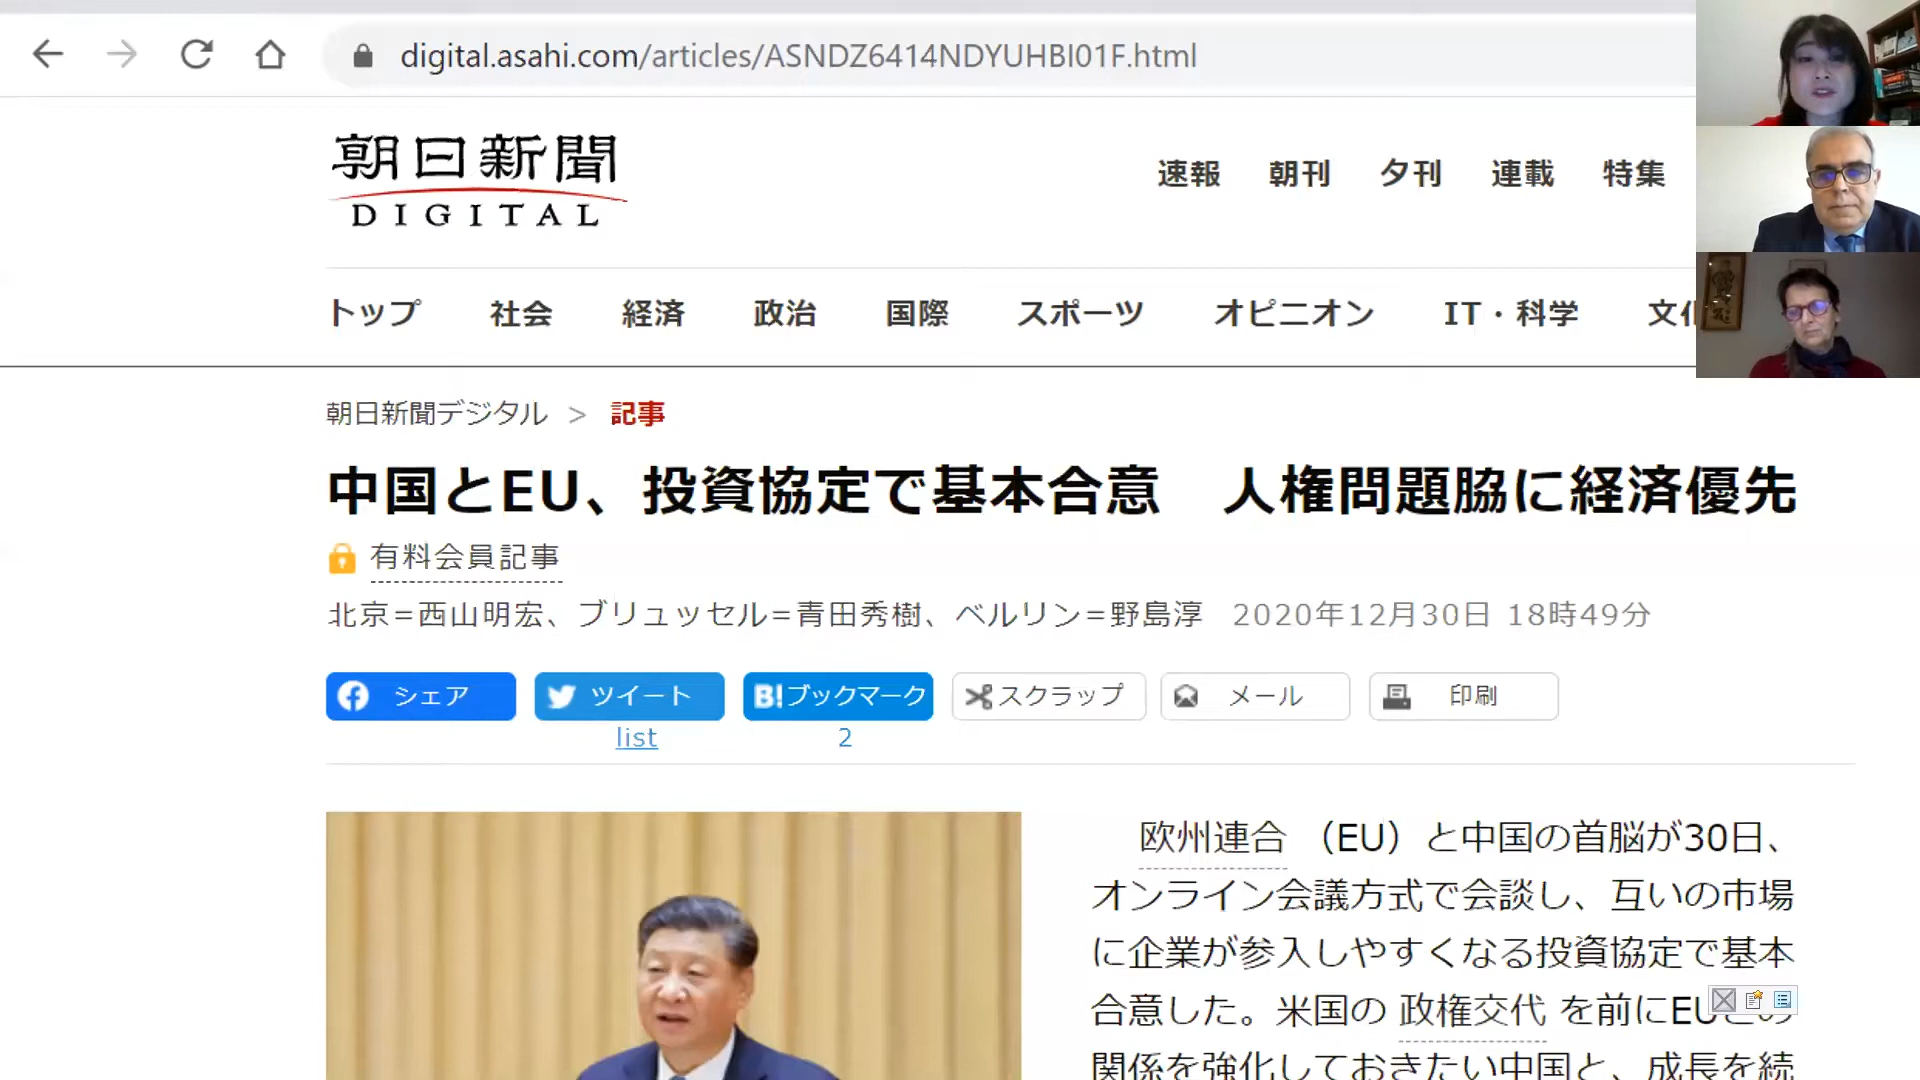 digital.asahi.com/articles/ASNDZ6414NDYUHBI01F.html
朝日新聞
DIGITAL
速報 朝刊 夕刊 連載 特集
トップ 社会 経済 政治 国際 スポーツ オピニオン IT・科学
朝日新聞デジタル > 記事
中国とEU、投資協定で基本合意　人権問題脇に経済優先
有料会員記事
北京=西山明宏、ブリュッセル=青田秀樹、ベルリン=野島淳 2020年12月30日 18時49分
シェア ツイート B!ブックマーク スクラップ メール 印刷
list 2
欧州連合（EU）と中国の首脳が30日、
オンライン会議方式で会談し、互いの市場
に企業が参入しやすくなる投資協定で基本
合意した。米国の政権交代を前にEUとの
関係を強化しておきたい中国と、成長を続